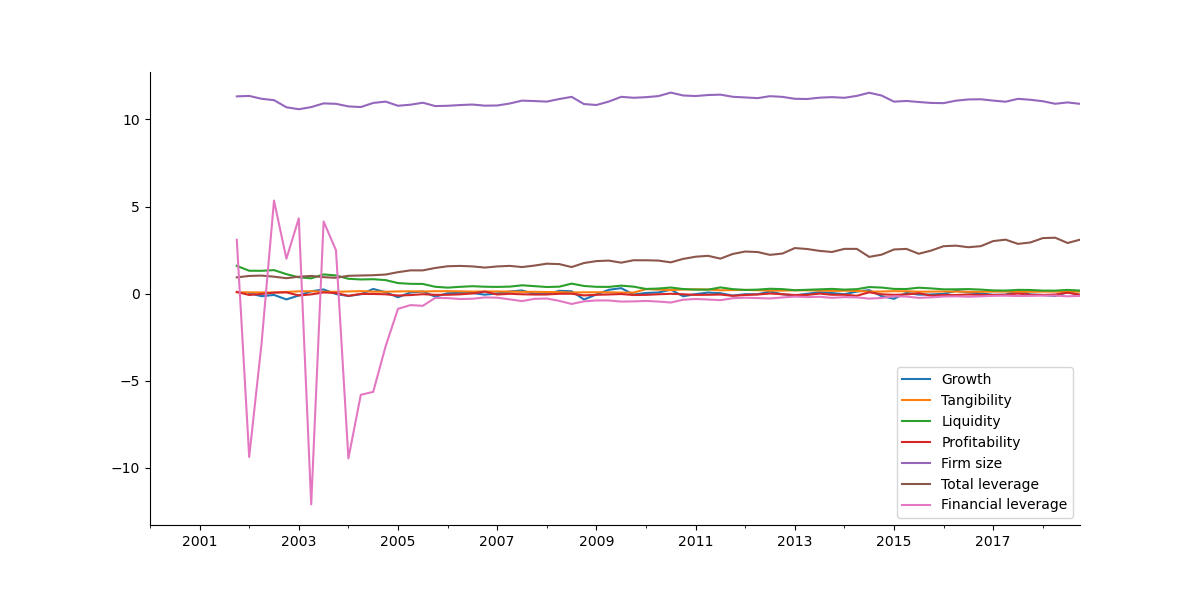 10
5
0
−5
−10
2001 2003 2005 2007 2009 2011 2013 2015 2017
Growth
Tangibility
Liquidity
Profitability
Firm size
Total leverage
Financial leverage